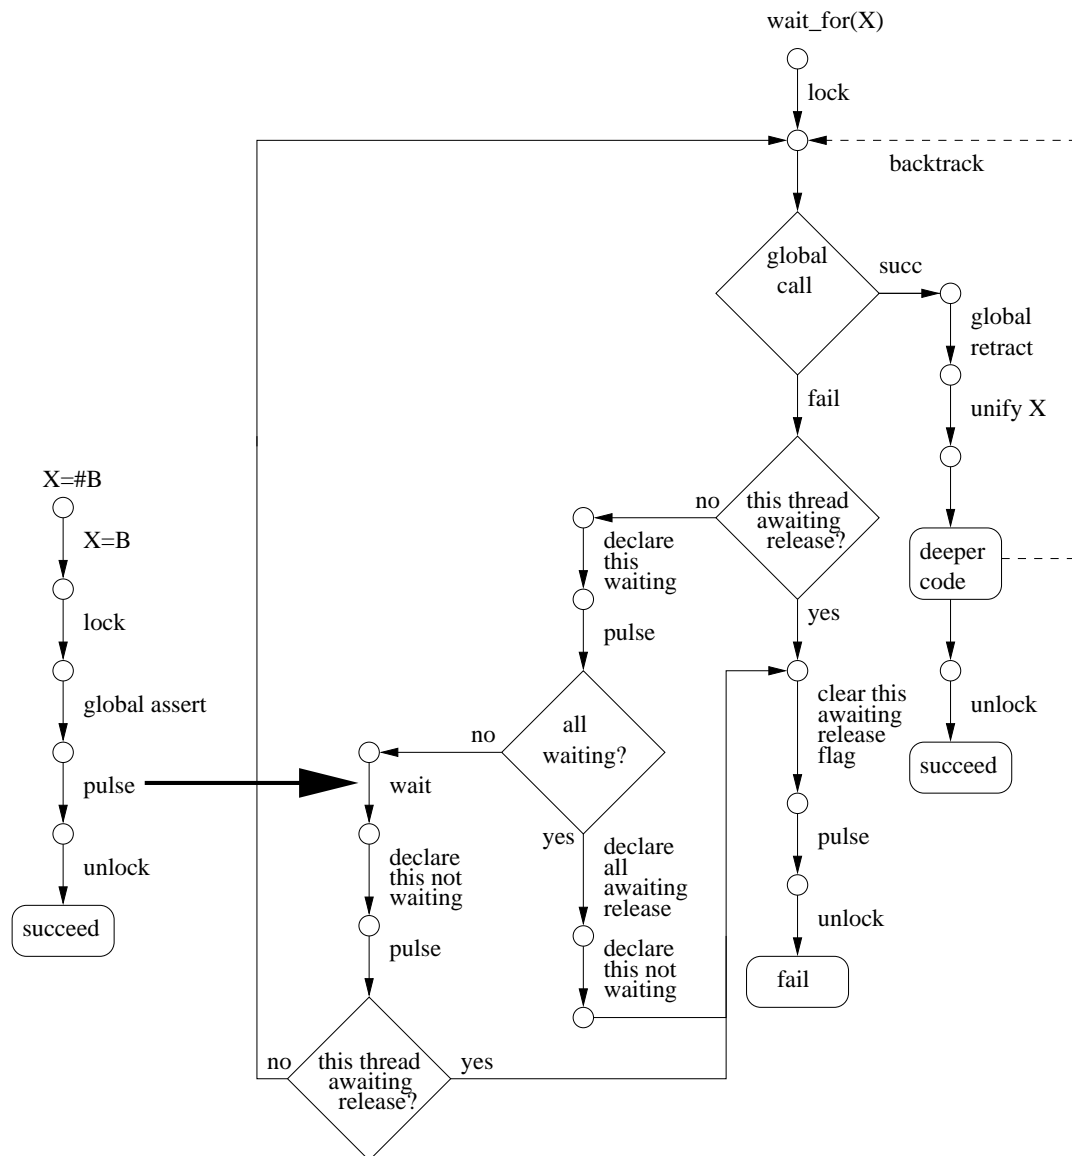 wait_for(X)
lock
backtrack
global
call
succ
global
retract
fail
unify X
X=#B
no
this thread
awaiting
release?
X=B
declare
this
waiting
deeper
code
lock
pulse
yes
global assert
no
all
waiting?
clear this
awaiting
release
flag
unlock
pulse
wait
succeed
yes
pulse
unlock
declare
this not
waiting
declare
all
awaiting
release
succeed
pulse
unlock
declare
this not
waiting
fail
no
this thread
awaiting
release?
yes